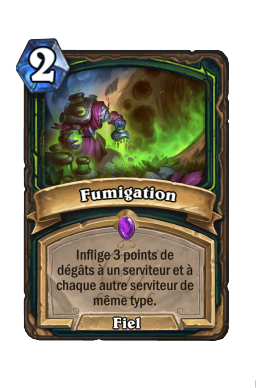 2
Fumigation
Inflige 3 points de
dégâts à un serviteur et à
chaque autre serviteur de
même type.
Fiel